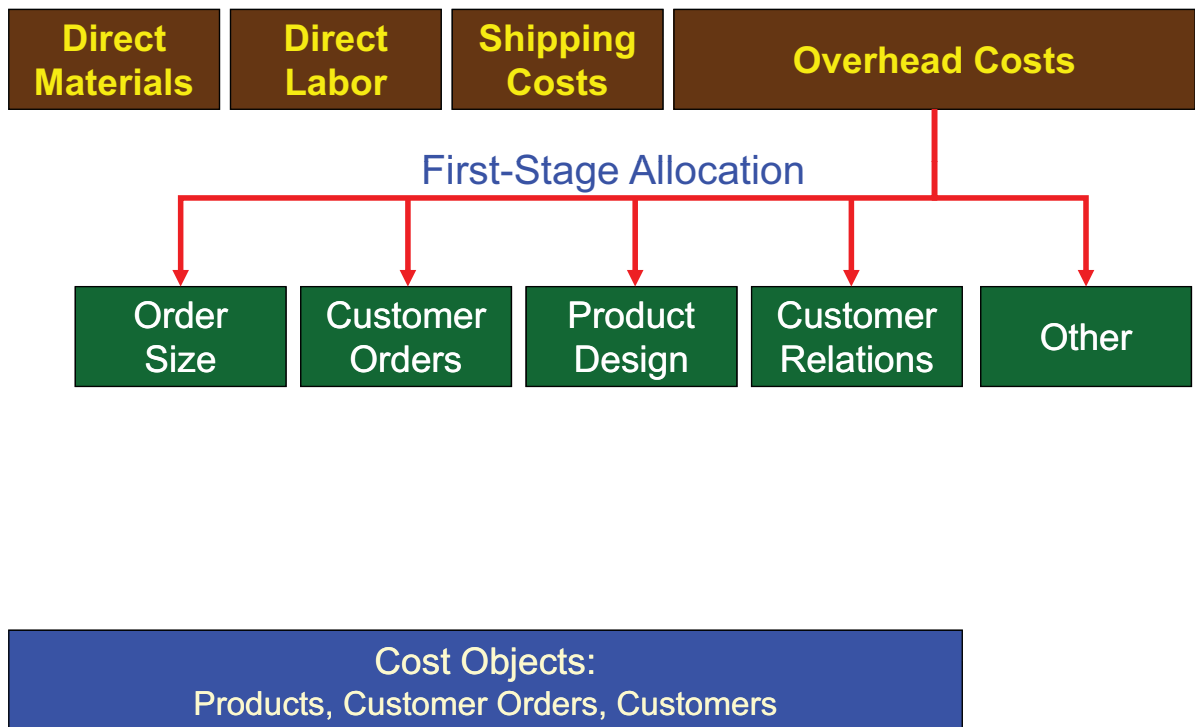 Direct
Materials
Direct
Labor
Shipping
Costs
Overhead Costs
First-Stage Allocation
Order
Size
Customer
Orders
Product
Design
Customer
Relations
Other
Cost Objects:
Products, Customer Orders, Customers